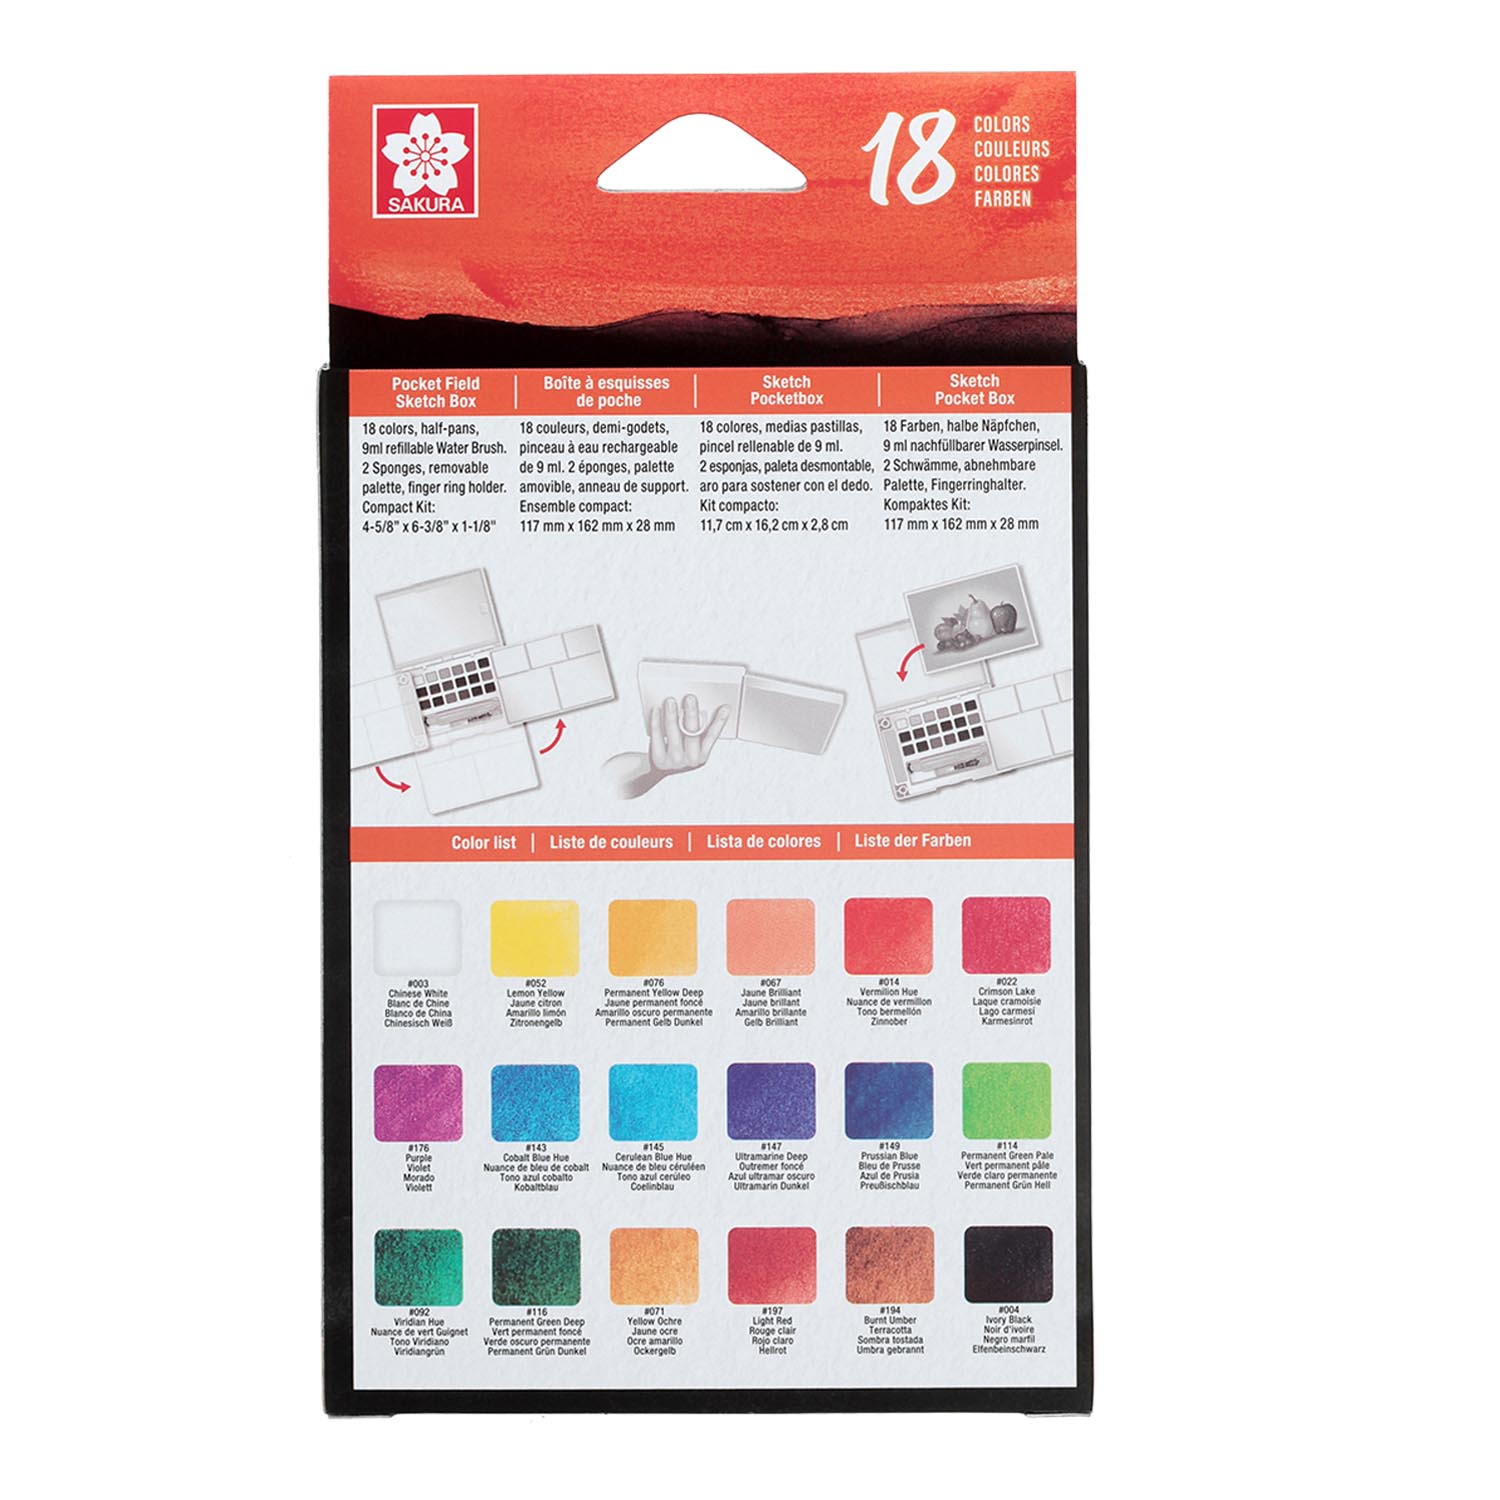 SAKURA
18
COLORS
COULEURS
COLORES
FARBEN
Pocket Field
Sketch Box
18 colors, half-pans,
9ml refillable Water Brush.
2 Sponges, removable
palette, finger ring holder.
Compact Kit:
4-5/8" x 6-3/8" x 1-1/8"
Boîte à esquisses
de poche
18 couleurs, demi-godets,
pinceau à eau rechargeable
de 9 ml. 2 éponges, palette
amovible, anneau de support.
Ensemble compact:
117 mm x 162 mm x 28 mm
Sketch
Pocketbox
18 colores, medias pastillas,
pincel rellenable de 9 ml.
2 esponjas, paleta desmontable,
aro para sostener con el dedo.
Kit compacto:
11,7 cm x 16,2 cm x 2,8 cm
Sketch
Pocket Box
18 Farben, halbe Näpfchen,
9 ml nachfüllbarer Wasserpinsel.
2 Schwämme, abnehmbare
Palette, Fingerringhalter.
Kompaktes Kit:
117 mm x 162 mm x 28 mm
Color list | Liste de couleurs | Lista de colores | Liste der Farben
#003
Chinese White
Blanc de Chine
Blanco de China
Chinesisch Weiß
#052
Lemon Yellow
Jaune citron
Amarillo limón
Zitronengelb
#076
Permanent Yellow Deep
Jaune permanent foncé
Amarillo oscuro permanente
Permanent Gelb Dunkel
#067
Jaune Brilliant
Jaune brillant
Amarillo brillante
Gelb Brilliant
#014
Vermilion Hue
Nuance de vermillon
Tono bermellón
Zinnober
#022
Crimson Lake
Laque cramoisie
Lago carmesí
Karmesinrot
#176
Purple
Violet
Morado
Violett
#143
Cobalt Blue Hue
Nuance de bleu de cobalt
Tono azul cobalto
Kobaltblau
#145
Cerulean Blue Hue
Nuance de bleu céruléen
Tono azul cerúleo
Coelinblau
#147
Ultramarine Deep
Outremer foncé
Azul ultramar oscuro
Ultramarin Dunkel
#149
Prussian Blue
Bleu de Prusse
Azul de Prusia
Preußischblau
#114
Permanent Green Pale
Vert permanent pâle
Verde claro permanente
Permanent Grün Hell
#092
Viridian Hue
Nuance de vert Guignet
Tono Viridiano
Viridiangrün
#116
Permanent Green Deep
Vert permanent foncé
Verde oscuro permanente
Permanent Grün Dunkel
#071
Yellow Ochre
Jaune ocre
Ocre amarillo
Ockergelb
#197
Light Red
Rouge clair
Rojo claro
Hellrot
#194
Burnt Umber
Terracotta
Sombra tostada
Umbra gebrannt
#004
Ivory Black
Noir d'ivoire
Negro marfil
Elfenbeinschwarz